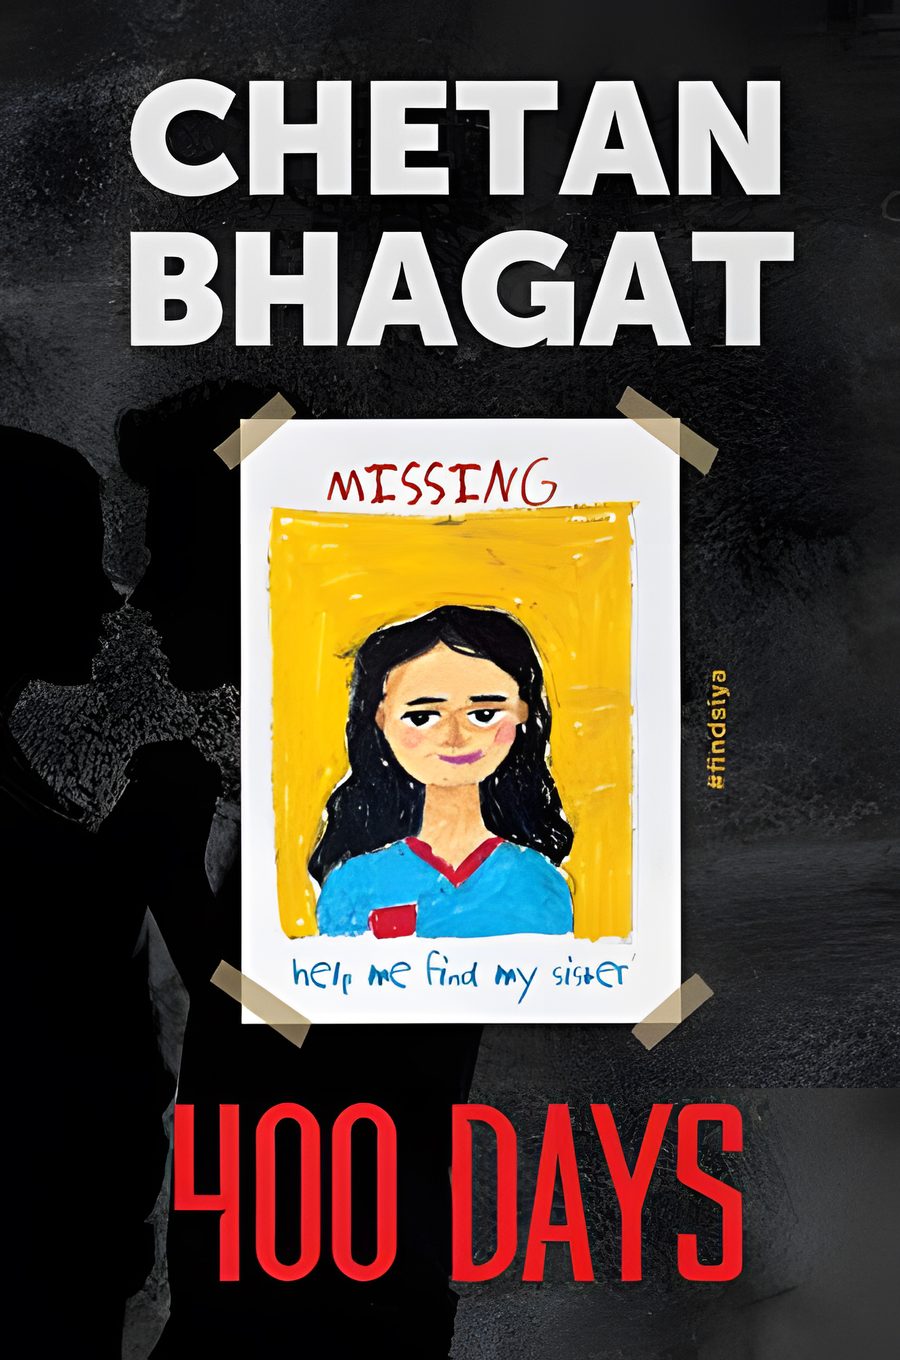 CHETAN
BHAGAT
MISSING
#findsiya
help me find my sister
400 DAYS